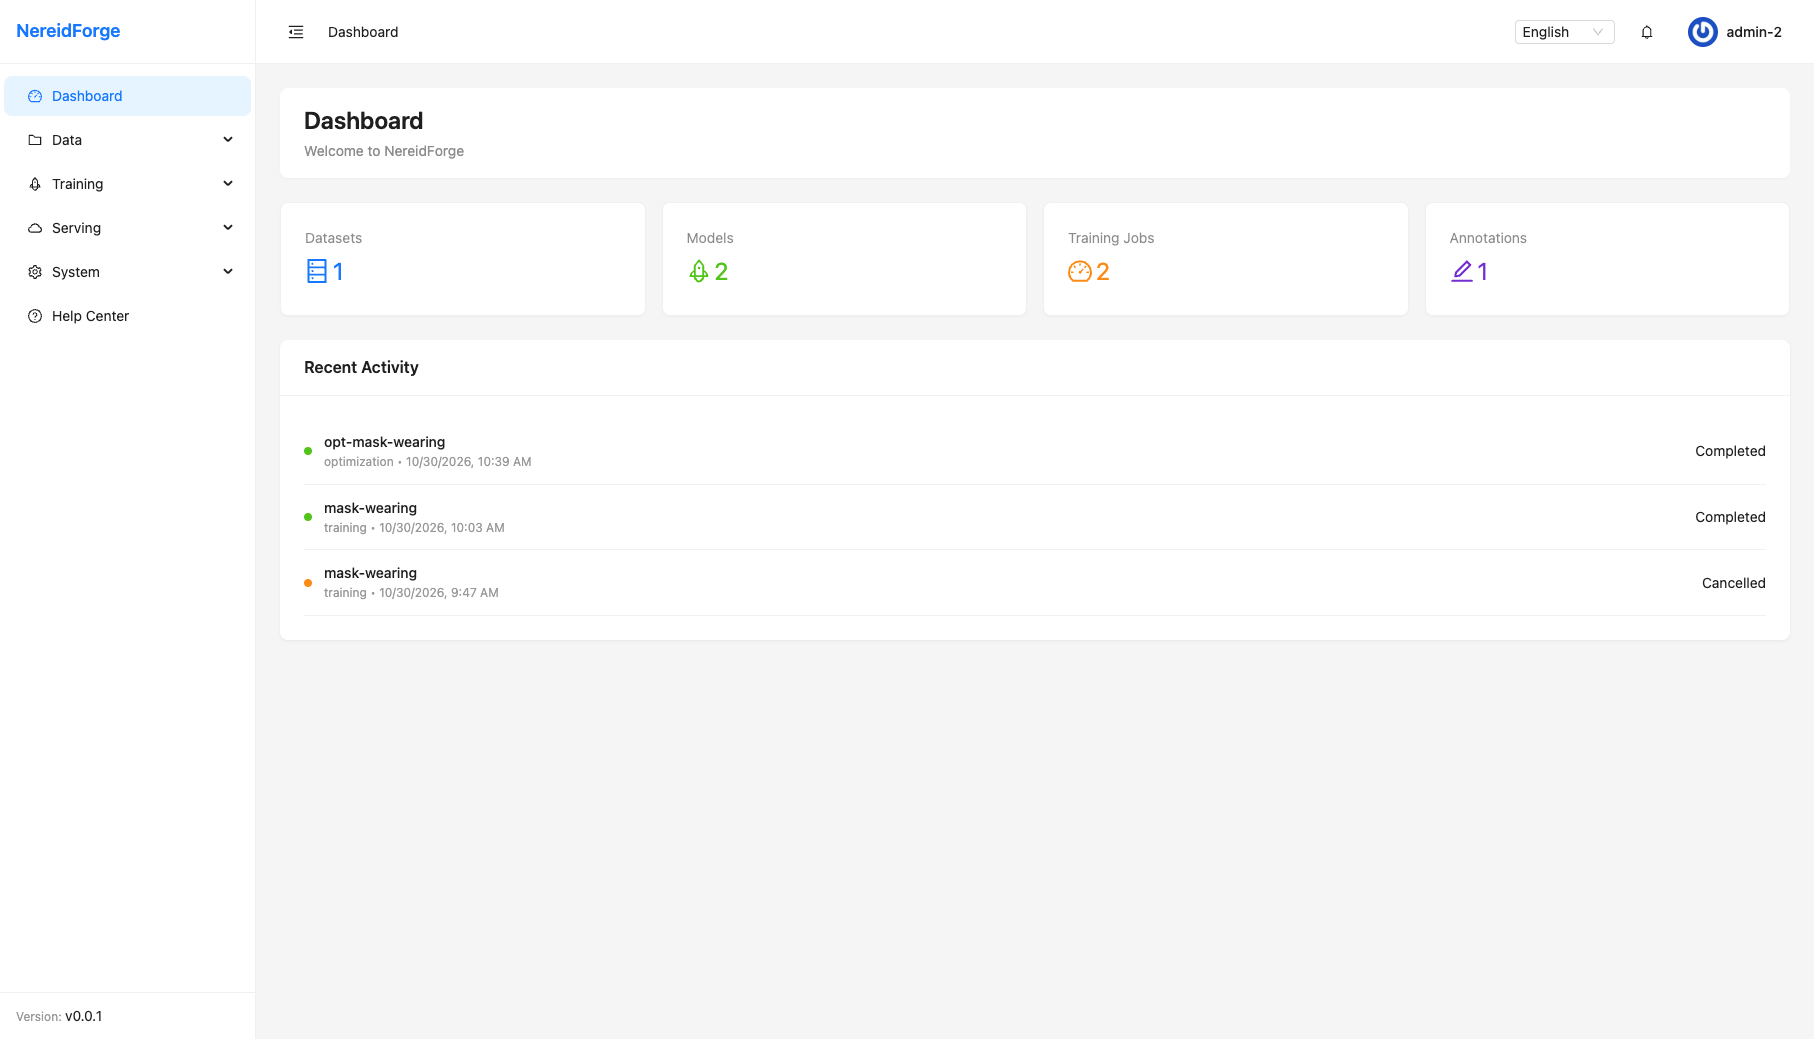 NereidForge
Dashboard
English
admin-2
Dashboard
Data
Training
Serving
System
Help Center
Dashboard
Welcome to NereidForge
Datasets
1
Models
2
Training Jobs
2
Annotations
1
Recent Activity
opt-mask-wearing
optimization • 10/30/2026, 10:39 AM
Completed
mask-wearing
training • 10/30/2026, 10:03 AM
Completed
mask-wearing
training • 10/30/2026, 9:47 AM
Cancelled
Version: v0.0.1